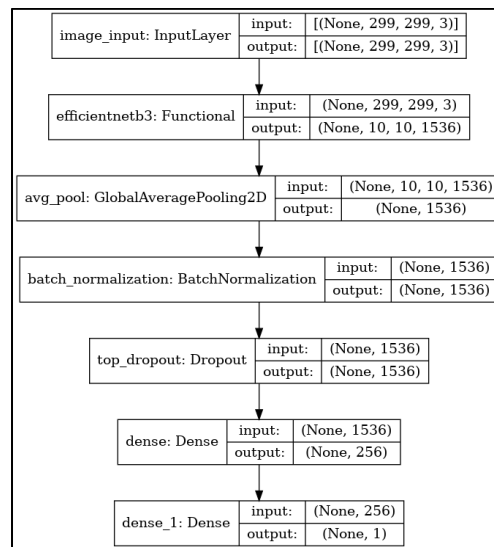 image_input: InputLayer
input: [(None, 299, 299, 3)]
output: [(None, 299, 299, 3)]
efficientnetb3: Functional
input: (None, 299, 299, 3)
output: (None, 10, 10, 1536)
avg_pool: GlobalAveragePooling2D
input: (None, 10, 10, 1536)
output: (None, 1536)
batch_normalization: BatchNormalization
input: (None, 1536)
output: (None, 1536)
top_dropout: Dropout
input: (None, 1536)
output: (None, 1536)
dense: Dense
input: (None, 1536)
output: (None, 256)
dense_1: Dense
input: (None, 256)
output: (None, 1)